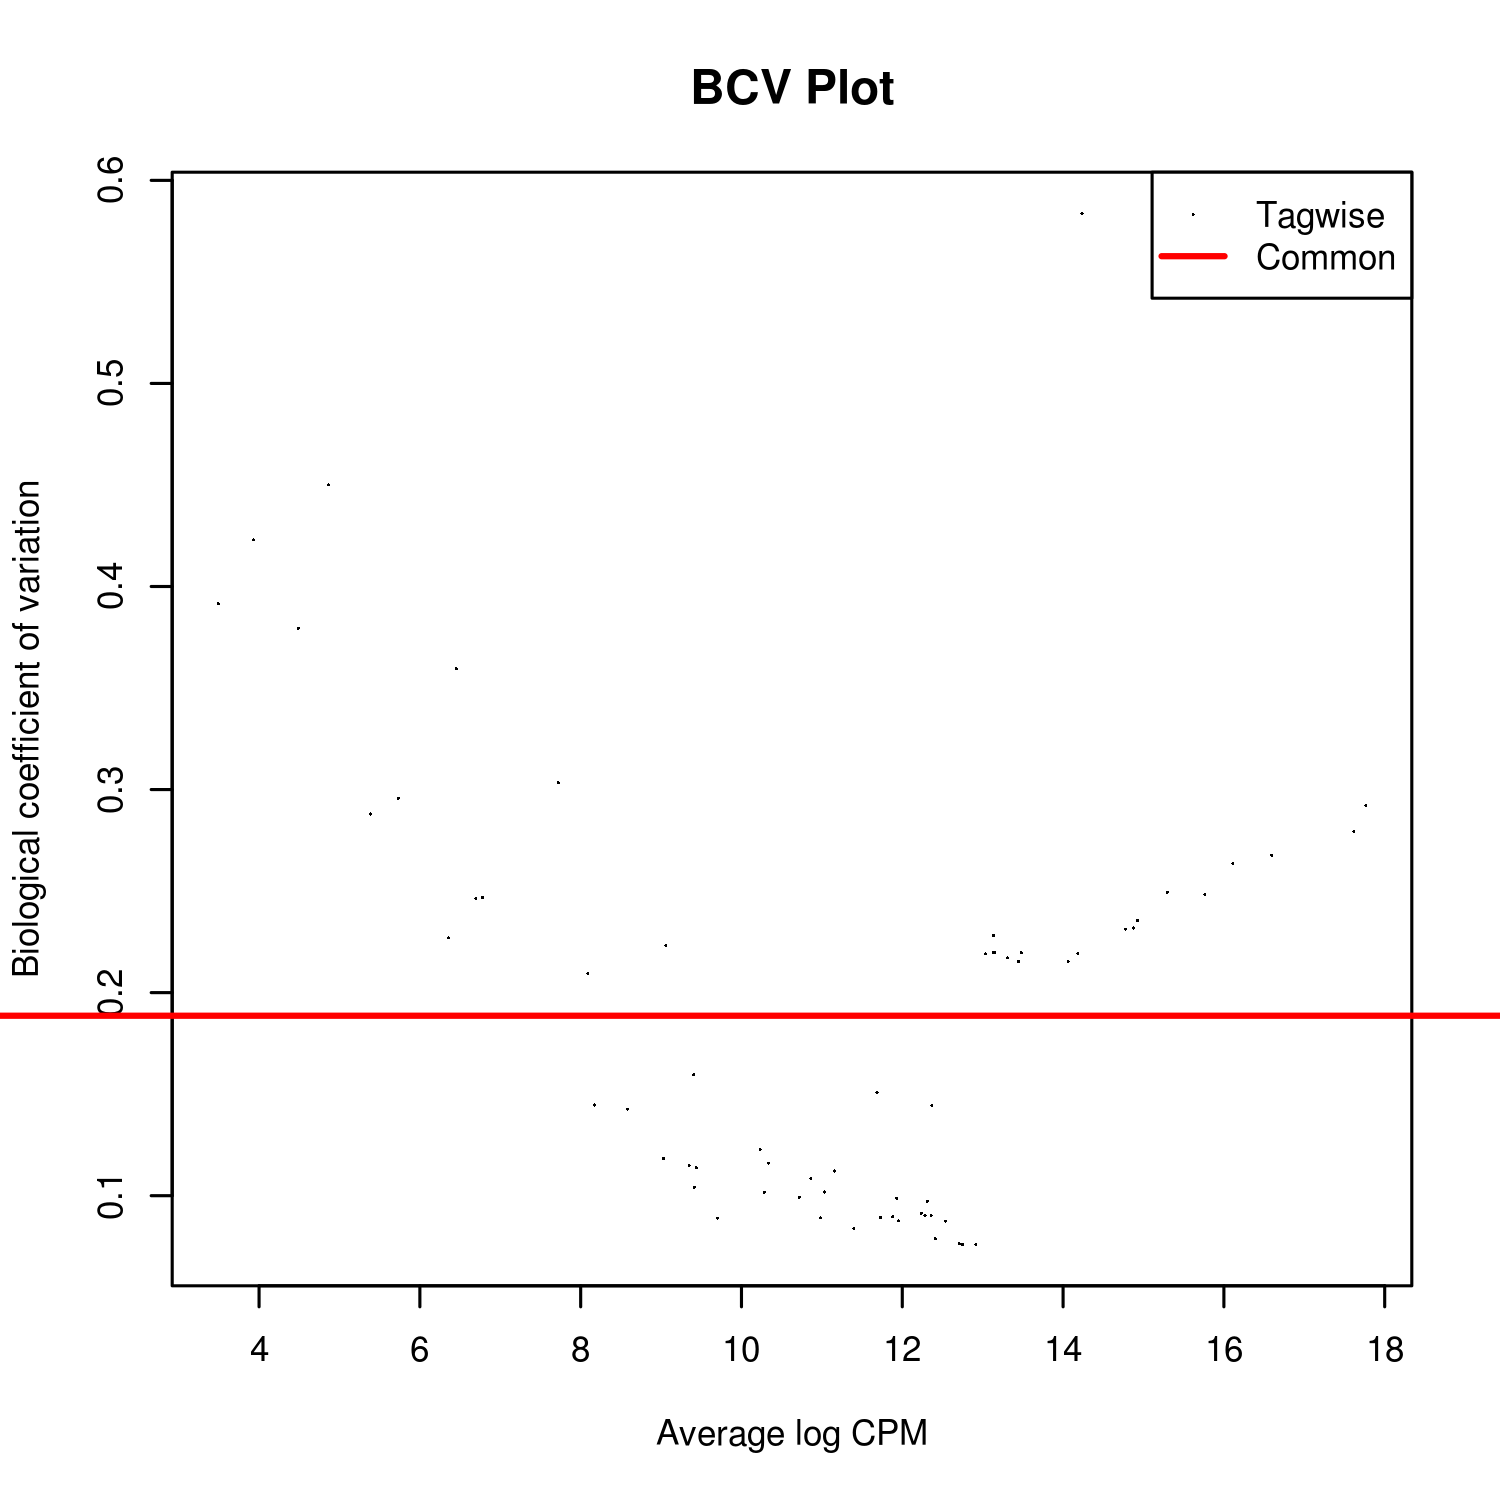 BCV Plot
Tagwise
Common
Biological coefficient of variation
0.6
0.5
0.4
0.3
0.2
0.1
4 6 8 10 12 14 16 18
Average log CPM